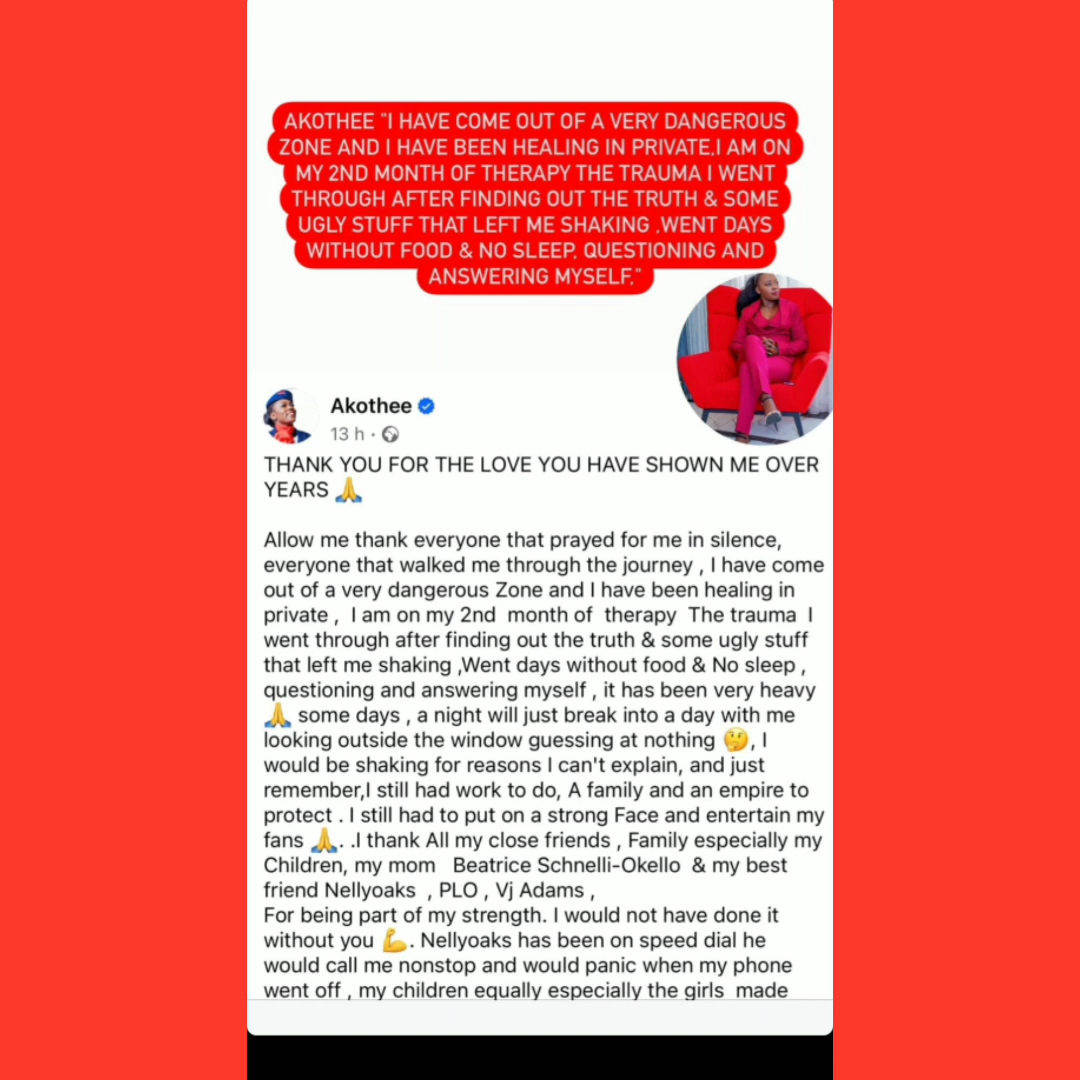 AKOTHEE "I HAVE COME OUT OF A VERY DANGEROUS
ZONE AND I HAVE BEEN HEALING IN PRIVATE,I AM ON
MY 2ND MONTH OF THERAPY THE TRAUMA I WENT
THROUGH AFTER FINDING OUT THE TRUTH & SOME
UGLY STUFF THAT LEFT ME SHAKING ,WENT DAYS
WITHOUT FOOD & NO SLEEP, QUESTIONING AND
ANSWERING MYSELF,"
Akothee
13 h ·
THANK YOU FOR THE LOVE YOU HAVE SHOWN ME OVER
YEARS 🙏
Allow me thank everyone that prayed for me in silence,
everyone that walked me through the journey , I have come
out of a very dangerous Zone and I have been healing in
private , I am on my 2nd month of therapy The trauma I
went through after finding out the truth & some ugly stuff
that left me shaking ,Went days without food & No sleep ,
questioning and answering myself , it has been very heavy
🙏 some days , a night will just break into a day with me
looking outside the window guessing at nothing 🤔, I
would be shaking for reasons I can't explain, and just
remember,I still had work to do, A family and an empire to
protect . I still had to put on a strong Face and entertain my
fans 🙏. .I thank All my close friends , Family especially my
Children, my mom Beatrice Schnelli-Okello & my best
friend Nellyoaks , PLO , Vj Adams ,
For being part of my strength. I would not have done it
without you 💪. Nellyoaks has been on speed dial he
would call me nonstop and would panic when my phone
went off , my children equally especially the girls made